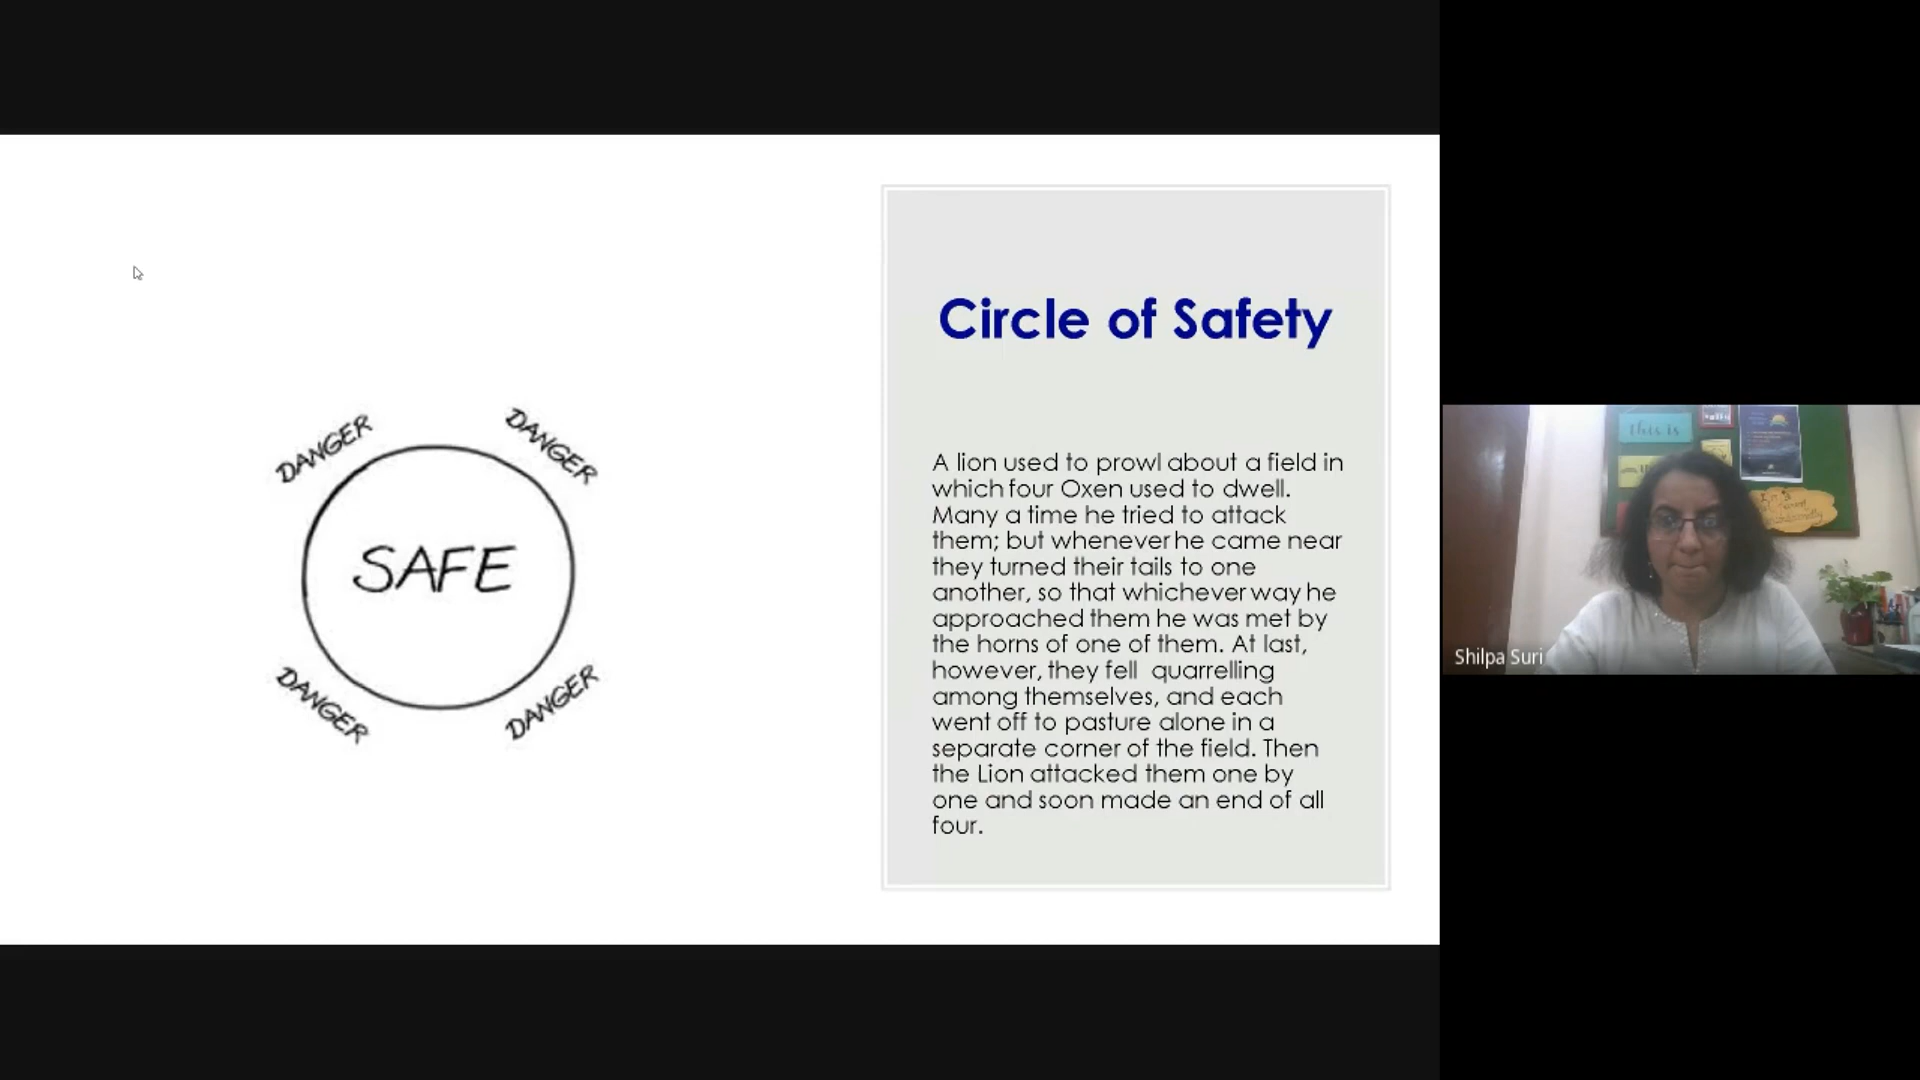 DANGER
DANGER
SAFE
DANGER
DANGER
Circle of Safety
A lion used to prowl about a field in
which four Oxen used to dwell.
Many a time he tried to attack
them; but whenever he came near
they turned their tails to one
another, so that whichever way he
approached them he was met by
the horns of one of them. At last,
however, they fell quarrelling
among themselves, and each
went off to pasture alone in a
separate corner of the field. Then
the Lion attacked them one by
one and soon made an end of all
four.
this is
Shilpa Suri